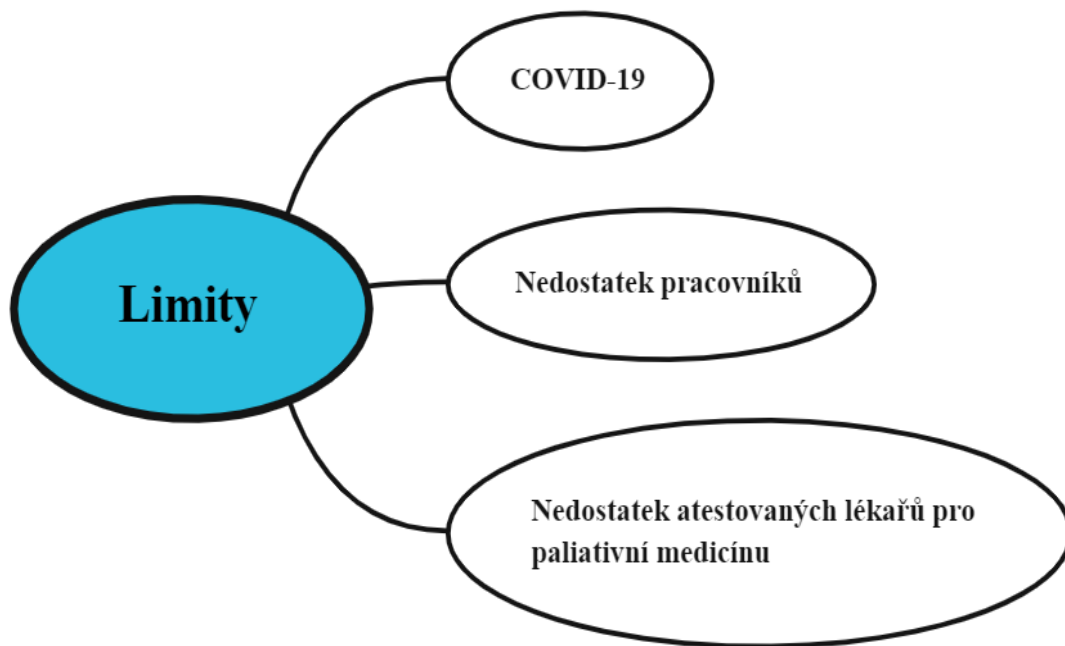 COVID-19
Limity
Nedostatek pracovníků
Nedostatek atestovaných lékařů pro
paliativní medicínu